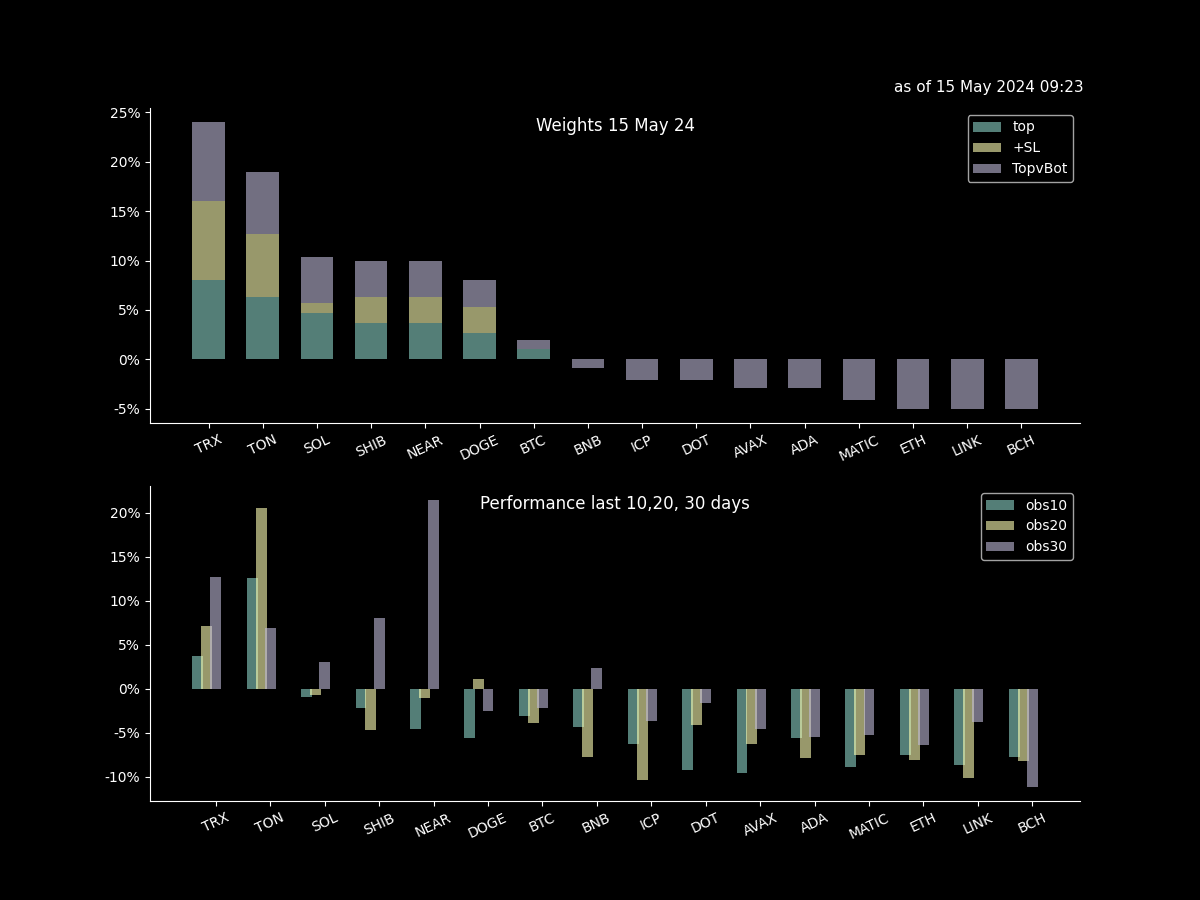 as of 15 May 2024 09:23
Weights 15 May 24
top
+SL
TopvBot
25%
20%
15%
10%
5%
0%
-5%
TRX TON SOL SHIB NEAR DOGE BTC BNB ICP DOT AVAX ADA MATIC ETH LINK BCH
Performance last 10,20, 30 days
obs10
obs20
obs30
20%
15%
10%
5%
0%
-5%
-10%
TRX TON SOL SHIB NEAR DOGE BTC BNB ICP DOT AVAX ADA MATIC ETH LINK BCH